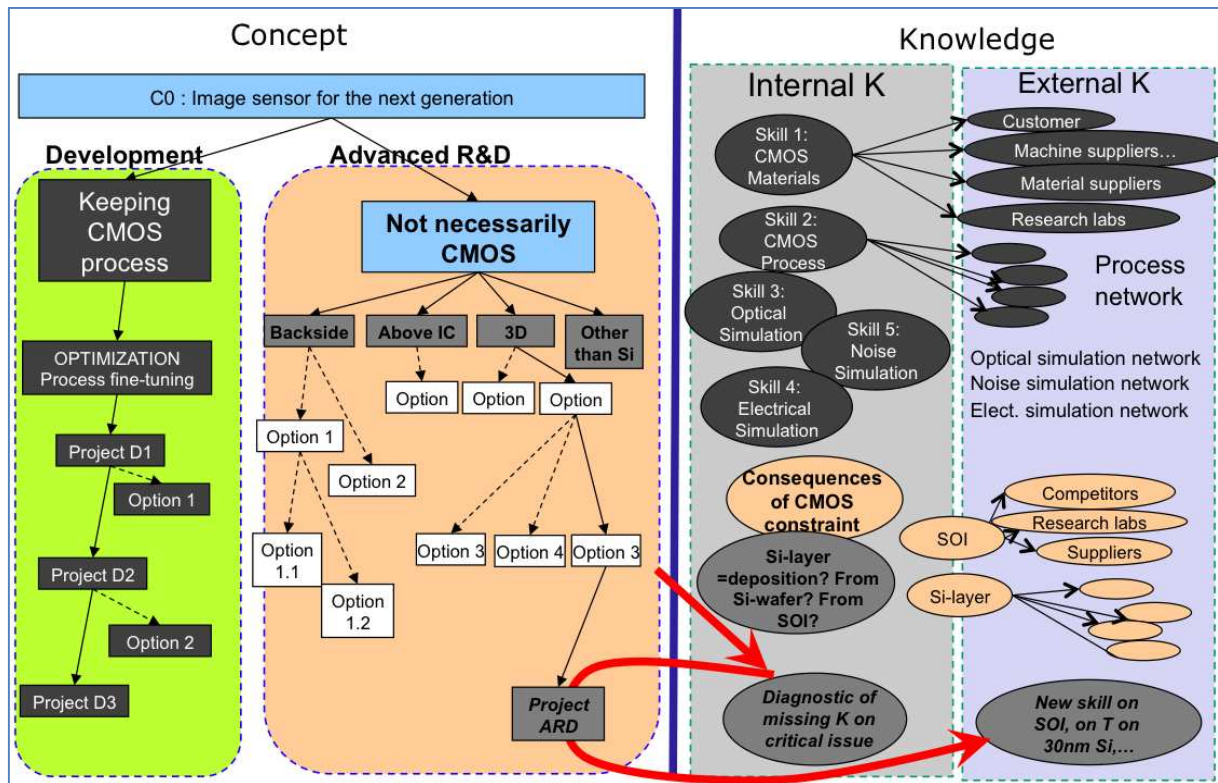 Concept
C0 : Image sensor for the next generation
Development
Keeping
CMOS
process
OPTIMIZATION
Process fine-tuning
Project D1
Option 1
Project D2
Option 2
Project D3
Advanced R&D
Not necessarily
CMOS
Backside
Above IC
3D
Other
than Si
Option
Option
Option
Option 1
Option 2
Option
1.1
Option
1.2
Option 3
Option 4
Option 3
Project
ARD
Knowledge
Internal K
Skill 1:
CMOS
Materials
Skill 2:
CMOS
Process
Skill 3:
Optical
Simulation
Skill 5:
Noise
Simulation
Skill 4:
Electrical
Simulation
Consequences
of CMOS
constraint
Si-layer
=deposition? From
Si-wafer? From
SOI?
Diagnostic of
missing K on
critical issue
External K
Customer
Machine suppliers…
Material suppliers
Research labs
Process
network
Optical simulation network
Noise simulation network
Elect. simulation network
Competitors
Research labs
SOI
Suppliers
Si-layer
New skill on
SOI, on T on
30nm Si,…